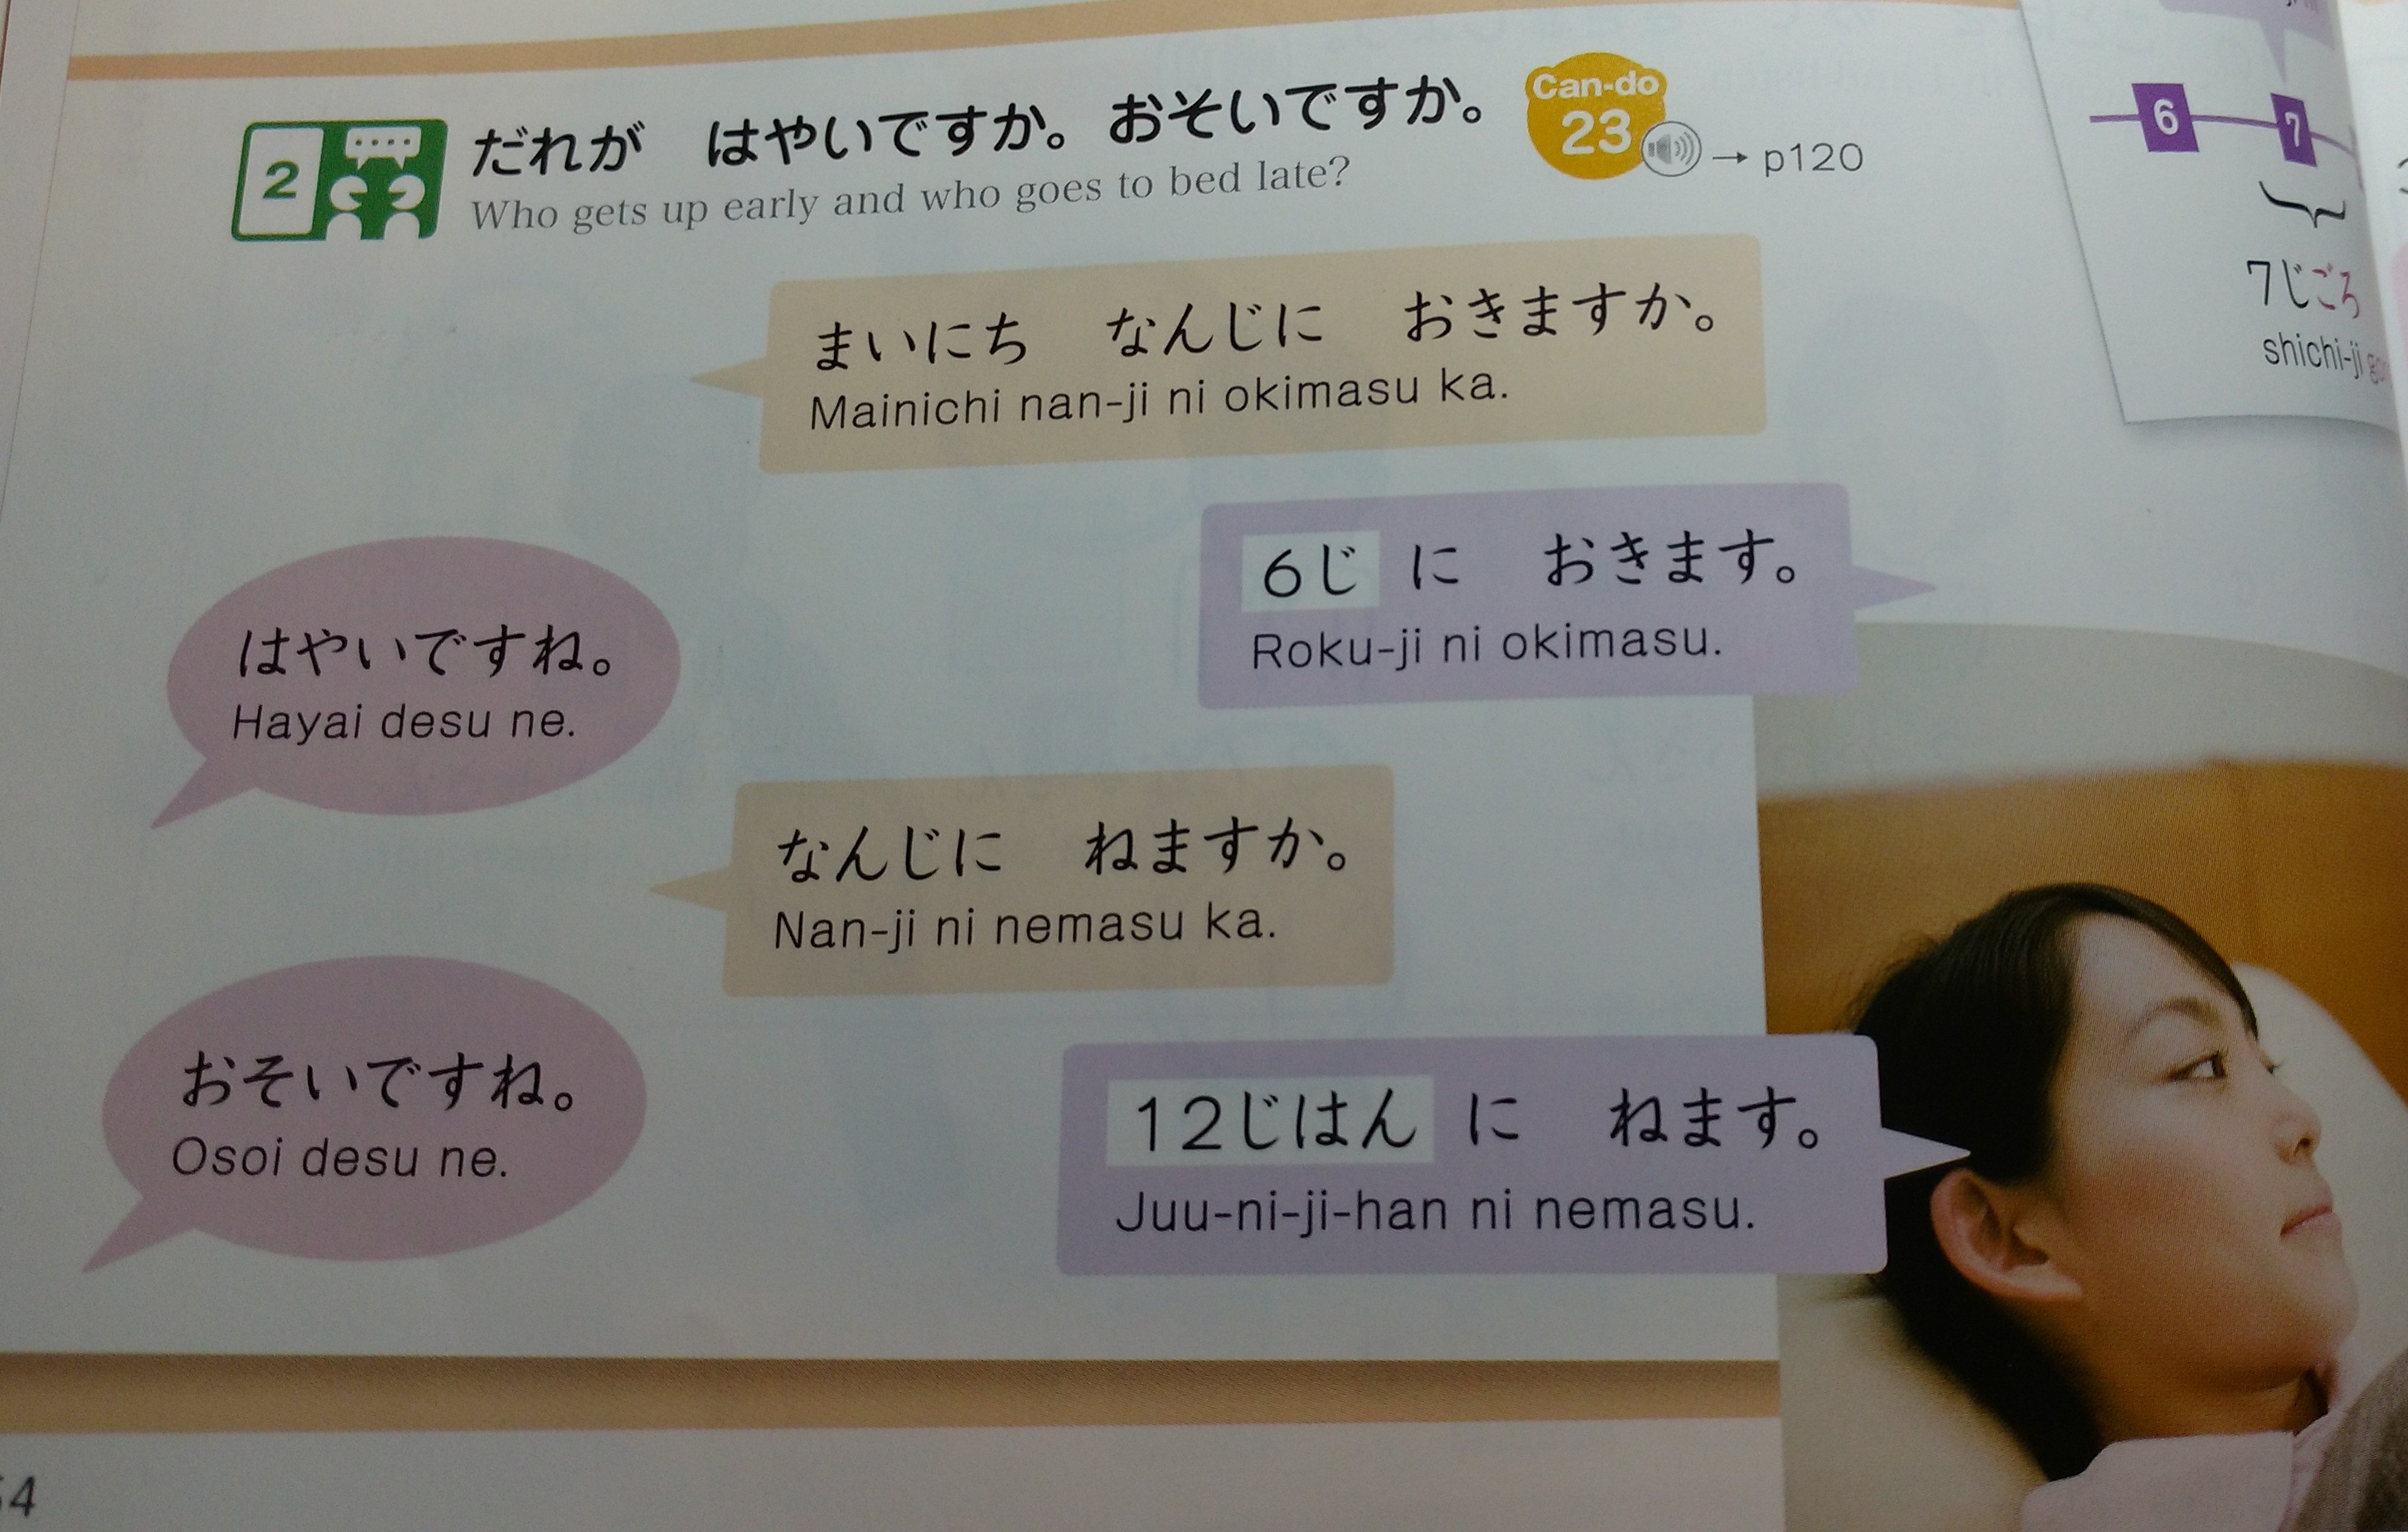 2
だれが はやいですか。おそいですか。
Who gets up early and who goes to bed late?
Can-do
23
→ p120
6 7
7じごろ
shichi-ji
まいにち なんじに おきますか。
Mainichi nan-ji ni okimasu ka.
6じ に おきます。
Roku-ji ni okimasu.
はやいですね。
Hayai desu ne.
なんじに ねますか。
Nan-ji ni nemasu ka.
おそいですね。
Osoi desu ne.
12じはん に ねます。
Juu-ni-ji-han ni nemasu.